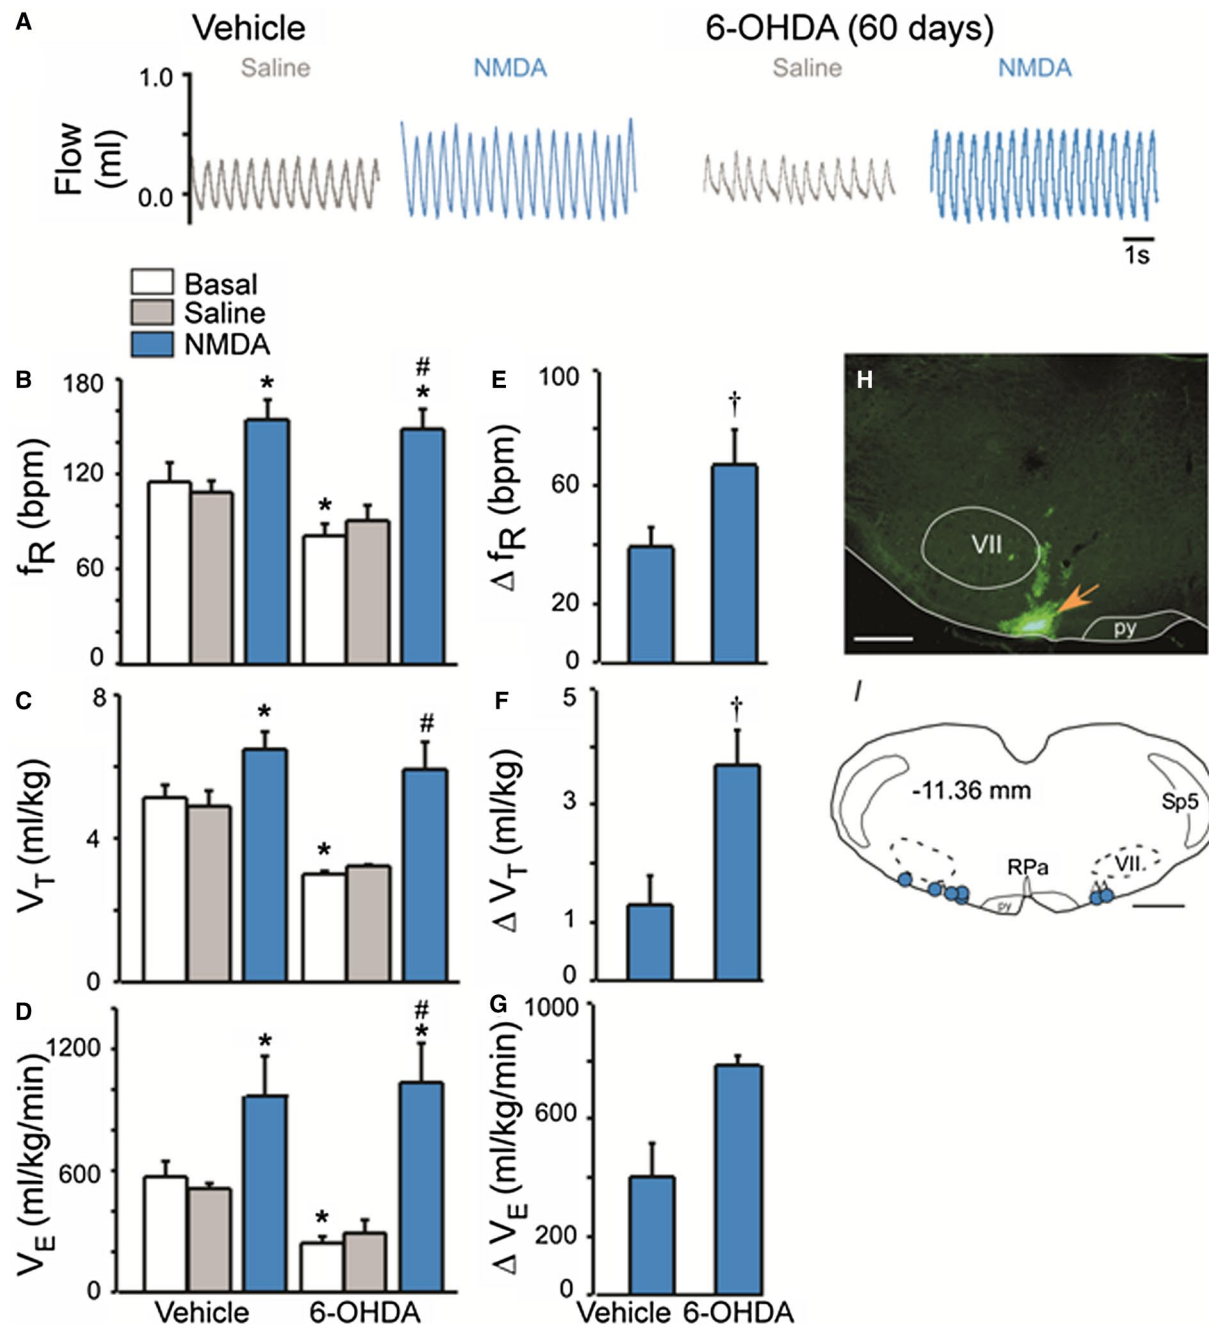 A
Vehicle
6-OHDA (60 days)
Saline
NMDA
Saline
NMDA
Flow
(ml)
1.0
0.0
1s
Basal
Saline
NMDA
B
fR (bpm)
180
120
60
0
*
*
#
*
E
Δ fR (bpm)
100
60
20
0
†
H
VII
py
C
VT (ml/kg)
8
4
0
*
*
#
F
Δ VT (ml/kg)
5
3
1
0
†
I
-11.36 mm
Sp5
RPa
VII
py
D
VE (ml/kg/min)
1200
600
0
*
*
#
*
Vehicle
6-OHDA
G
Δ VE (ml/kg/min)
1000
600
200
0
Vehicle
6-OHDA